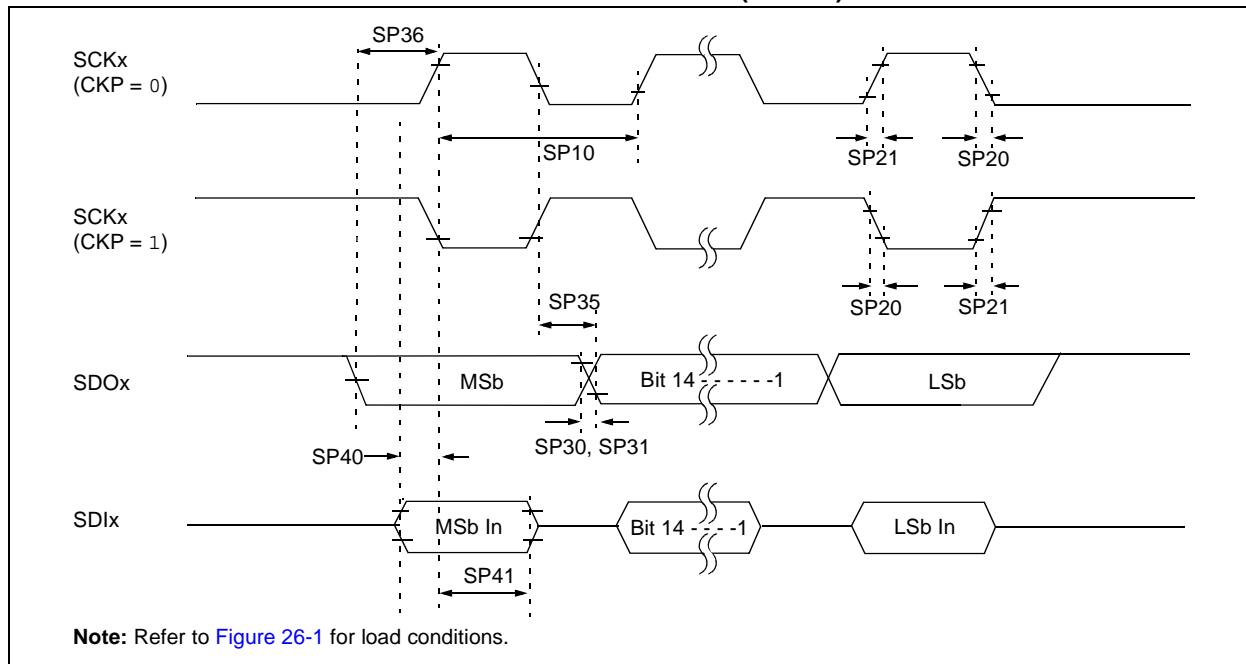 SP36
SCKx
(CKP = 0)
SP10
SP21
SP20
SCKx
(CKP = 1)
SP35
SP20
SP21
SDOx
MSb
Bit 14 - - - - - -1
LSb
SP30, SP31
SP40
SDIx
MSb In
Bit 14 - - - -1
LSb In
SP41
Note: Refer to Figure 26-1 for load conditions.